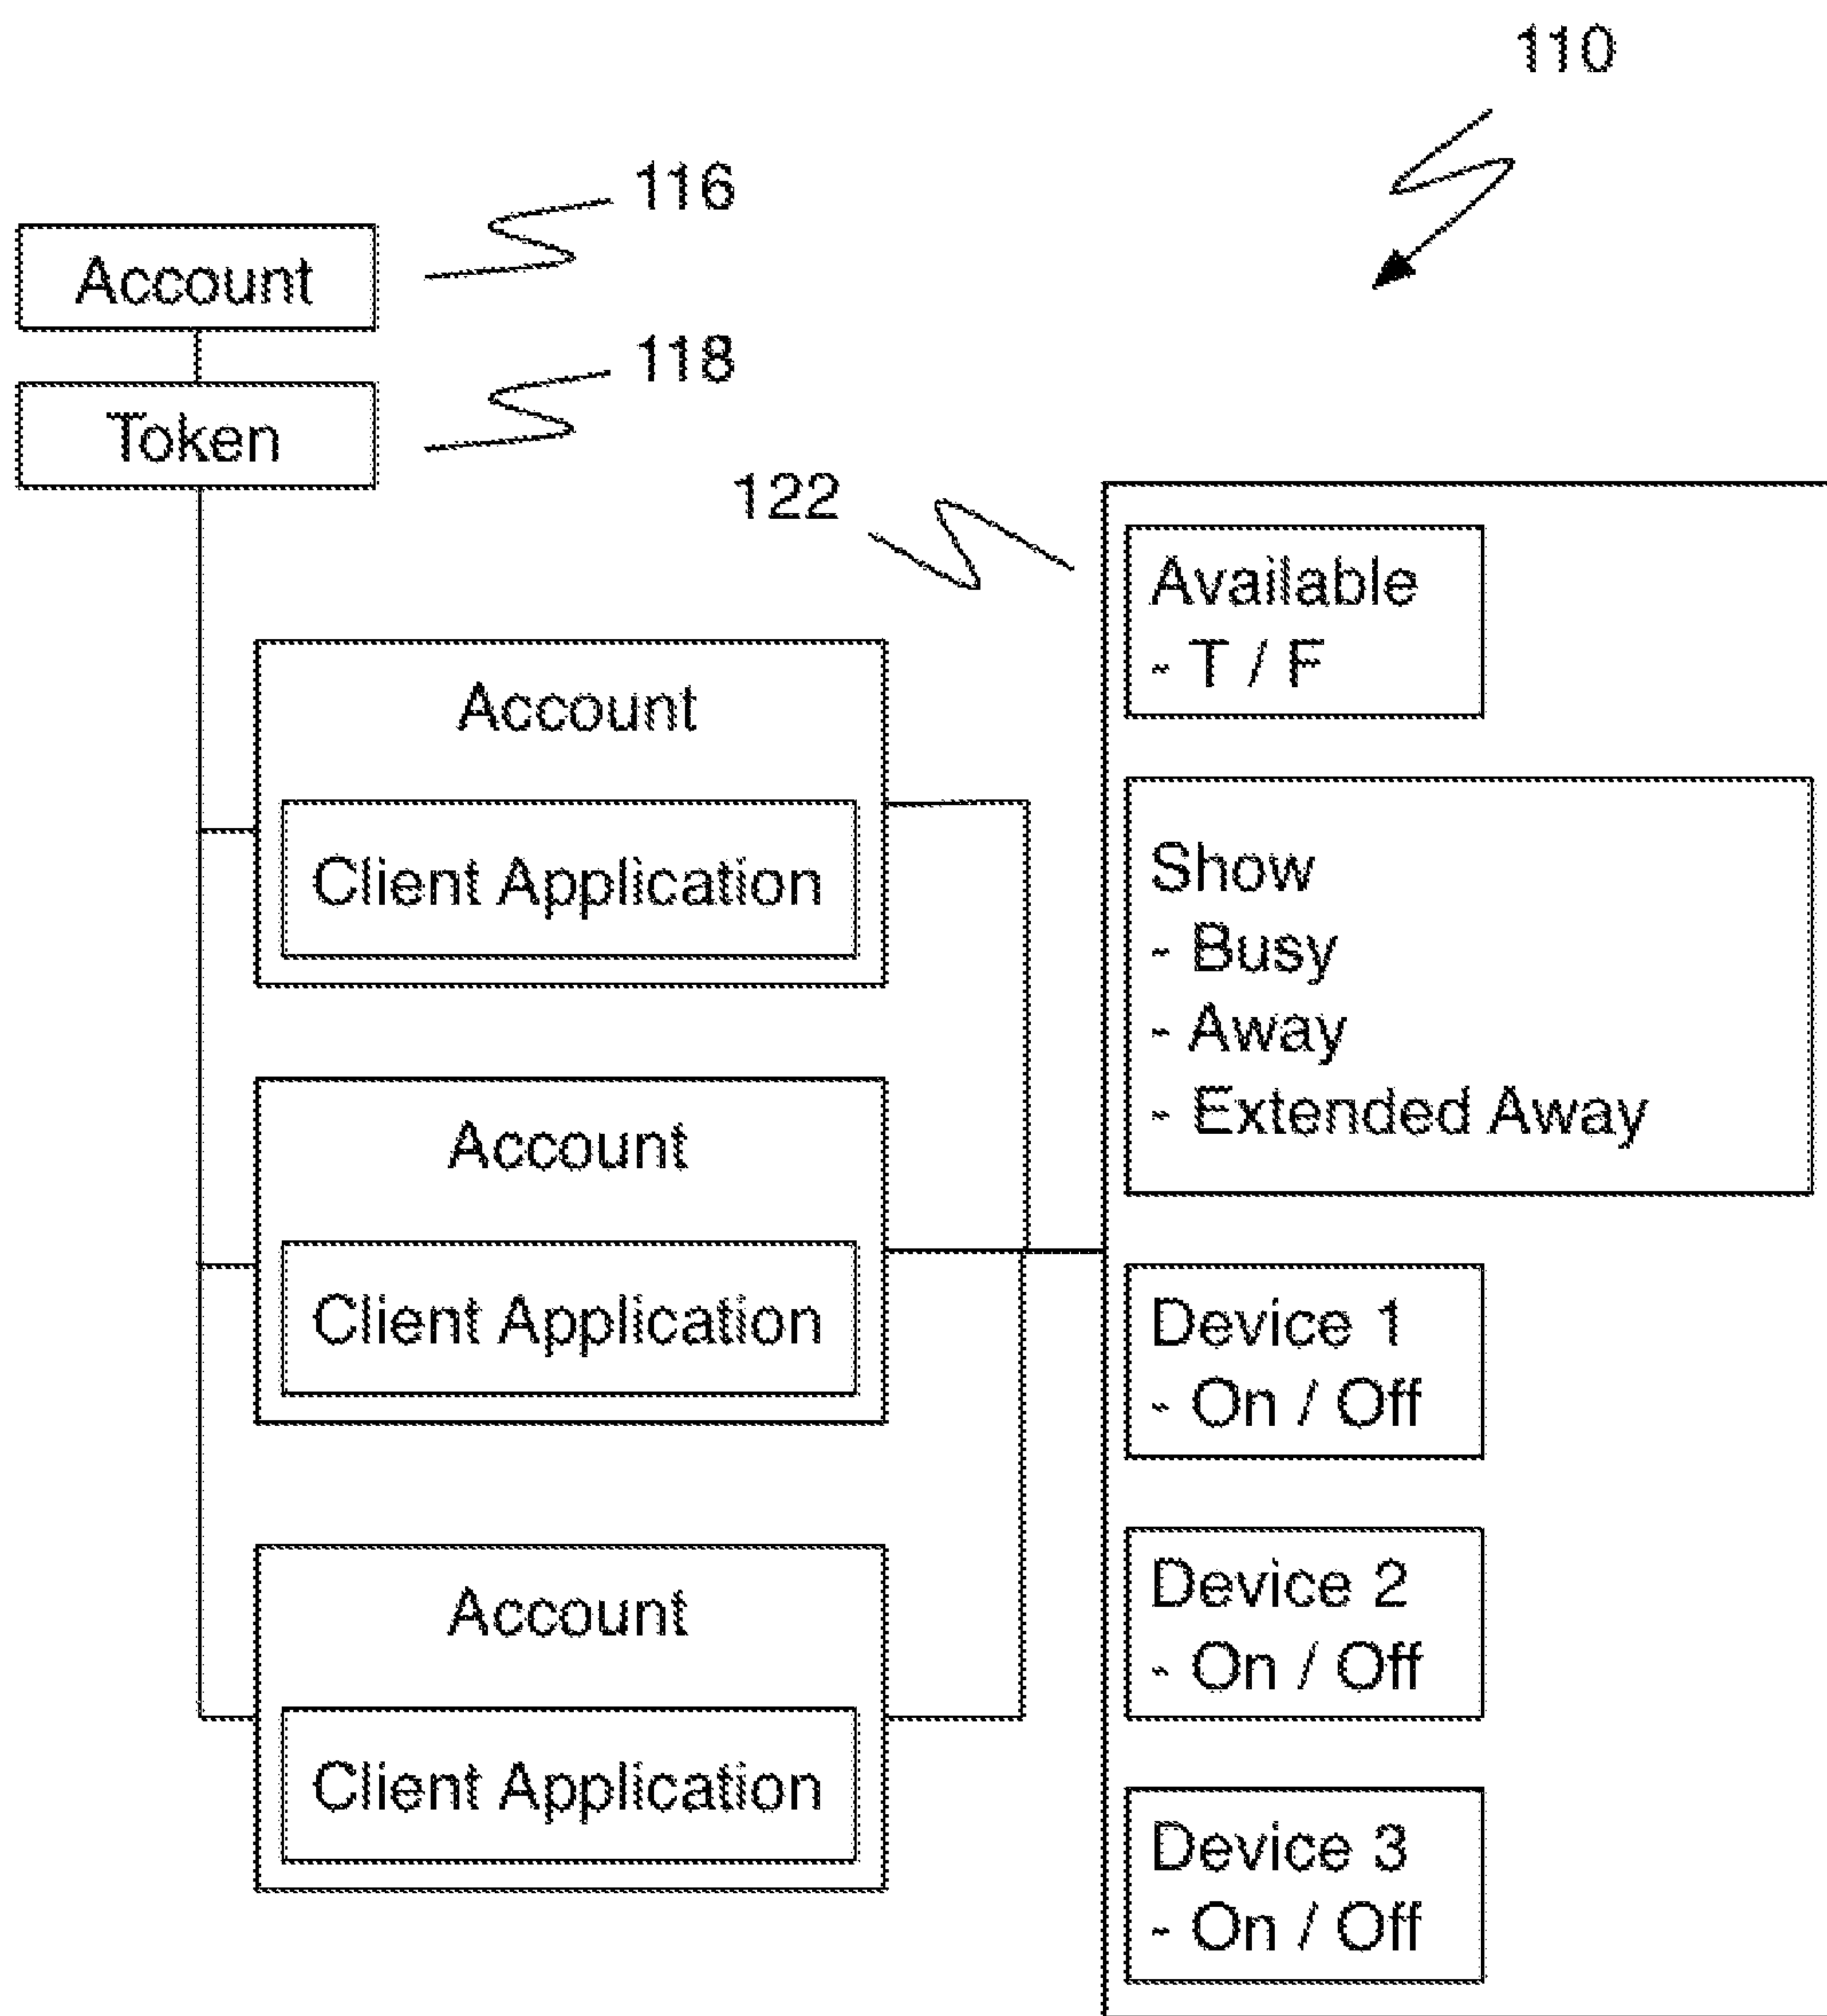 110
116
Account
118
Token
122
Available
- T / F
Account
Client Application
Show
- Busy
- Away
- Extended Away
Account
Client Application
Device 1
- On / Off
Account
Client Application
Device 2
- On / Off
Device 3
- On / Off